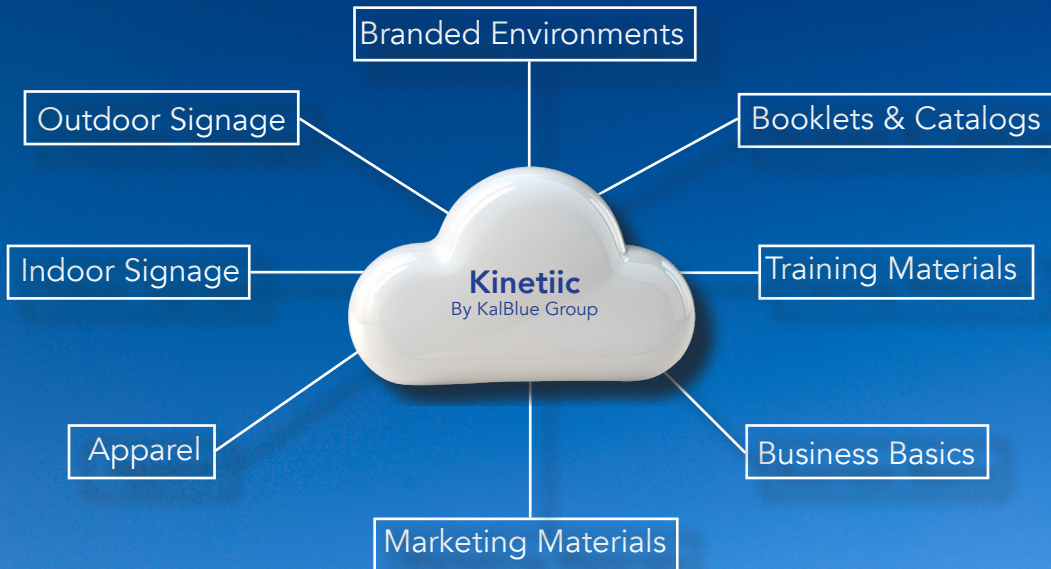 Branded Environments
Outdoor Signage
Booklets & Catalogs
Indoor Signage
Kinetiic
By KalBlue Group
Training Materials
Apparel
Business Basics
Marketing Materials